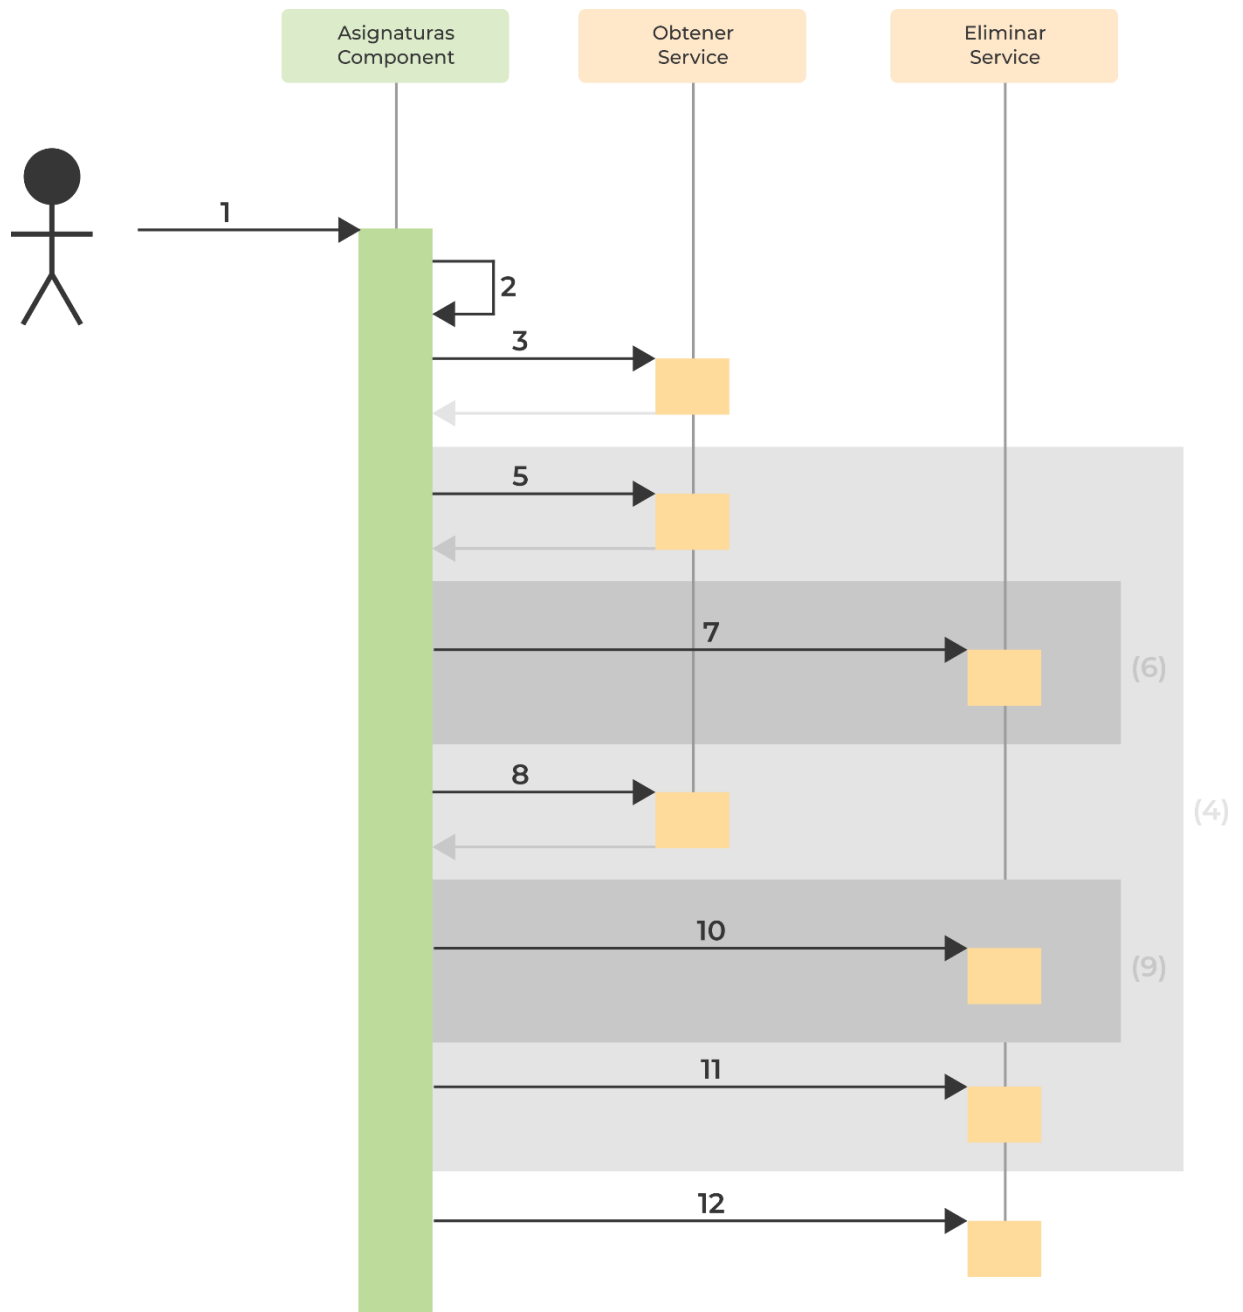 Asignaturas
Component
Obtener
Service
Eliminar
Service
1
2
3
5
7
(6)
8
(4)
10
(9)
11
12